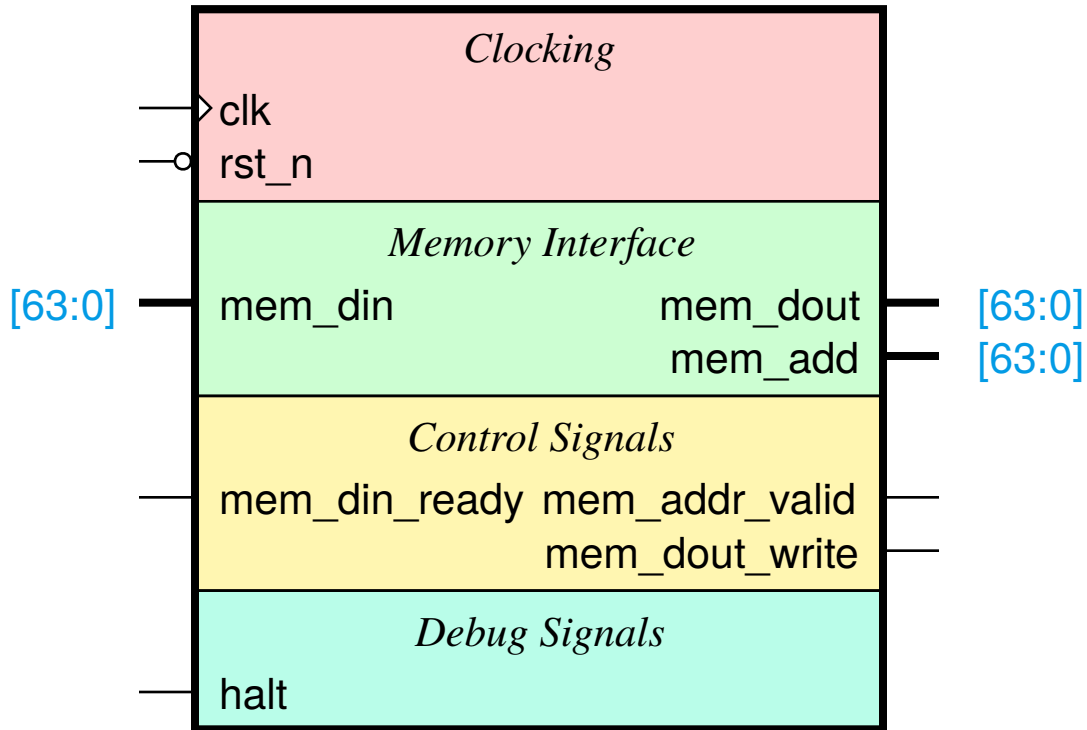 Clocking
clk
rst_n
Memory Interface
[63:0] mem_din mem_dout [63:0]
mem_add [63:0]
Control Signals
mem_din_ready mem_addr_valid
mem_dout_write
Debug Signals
halt